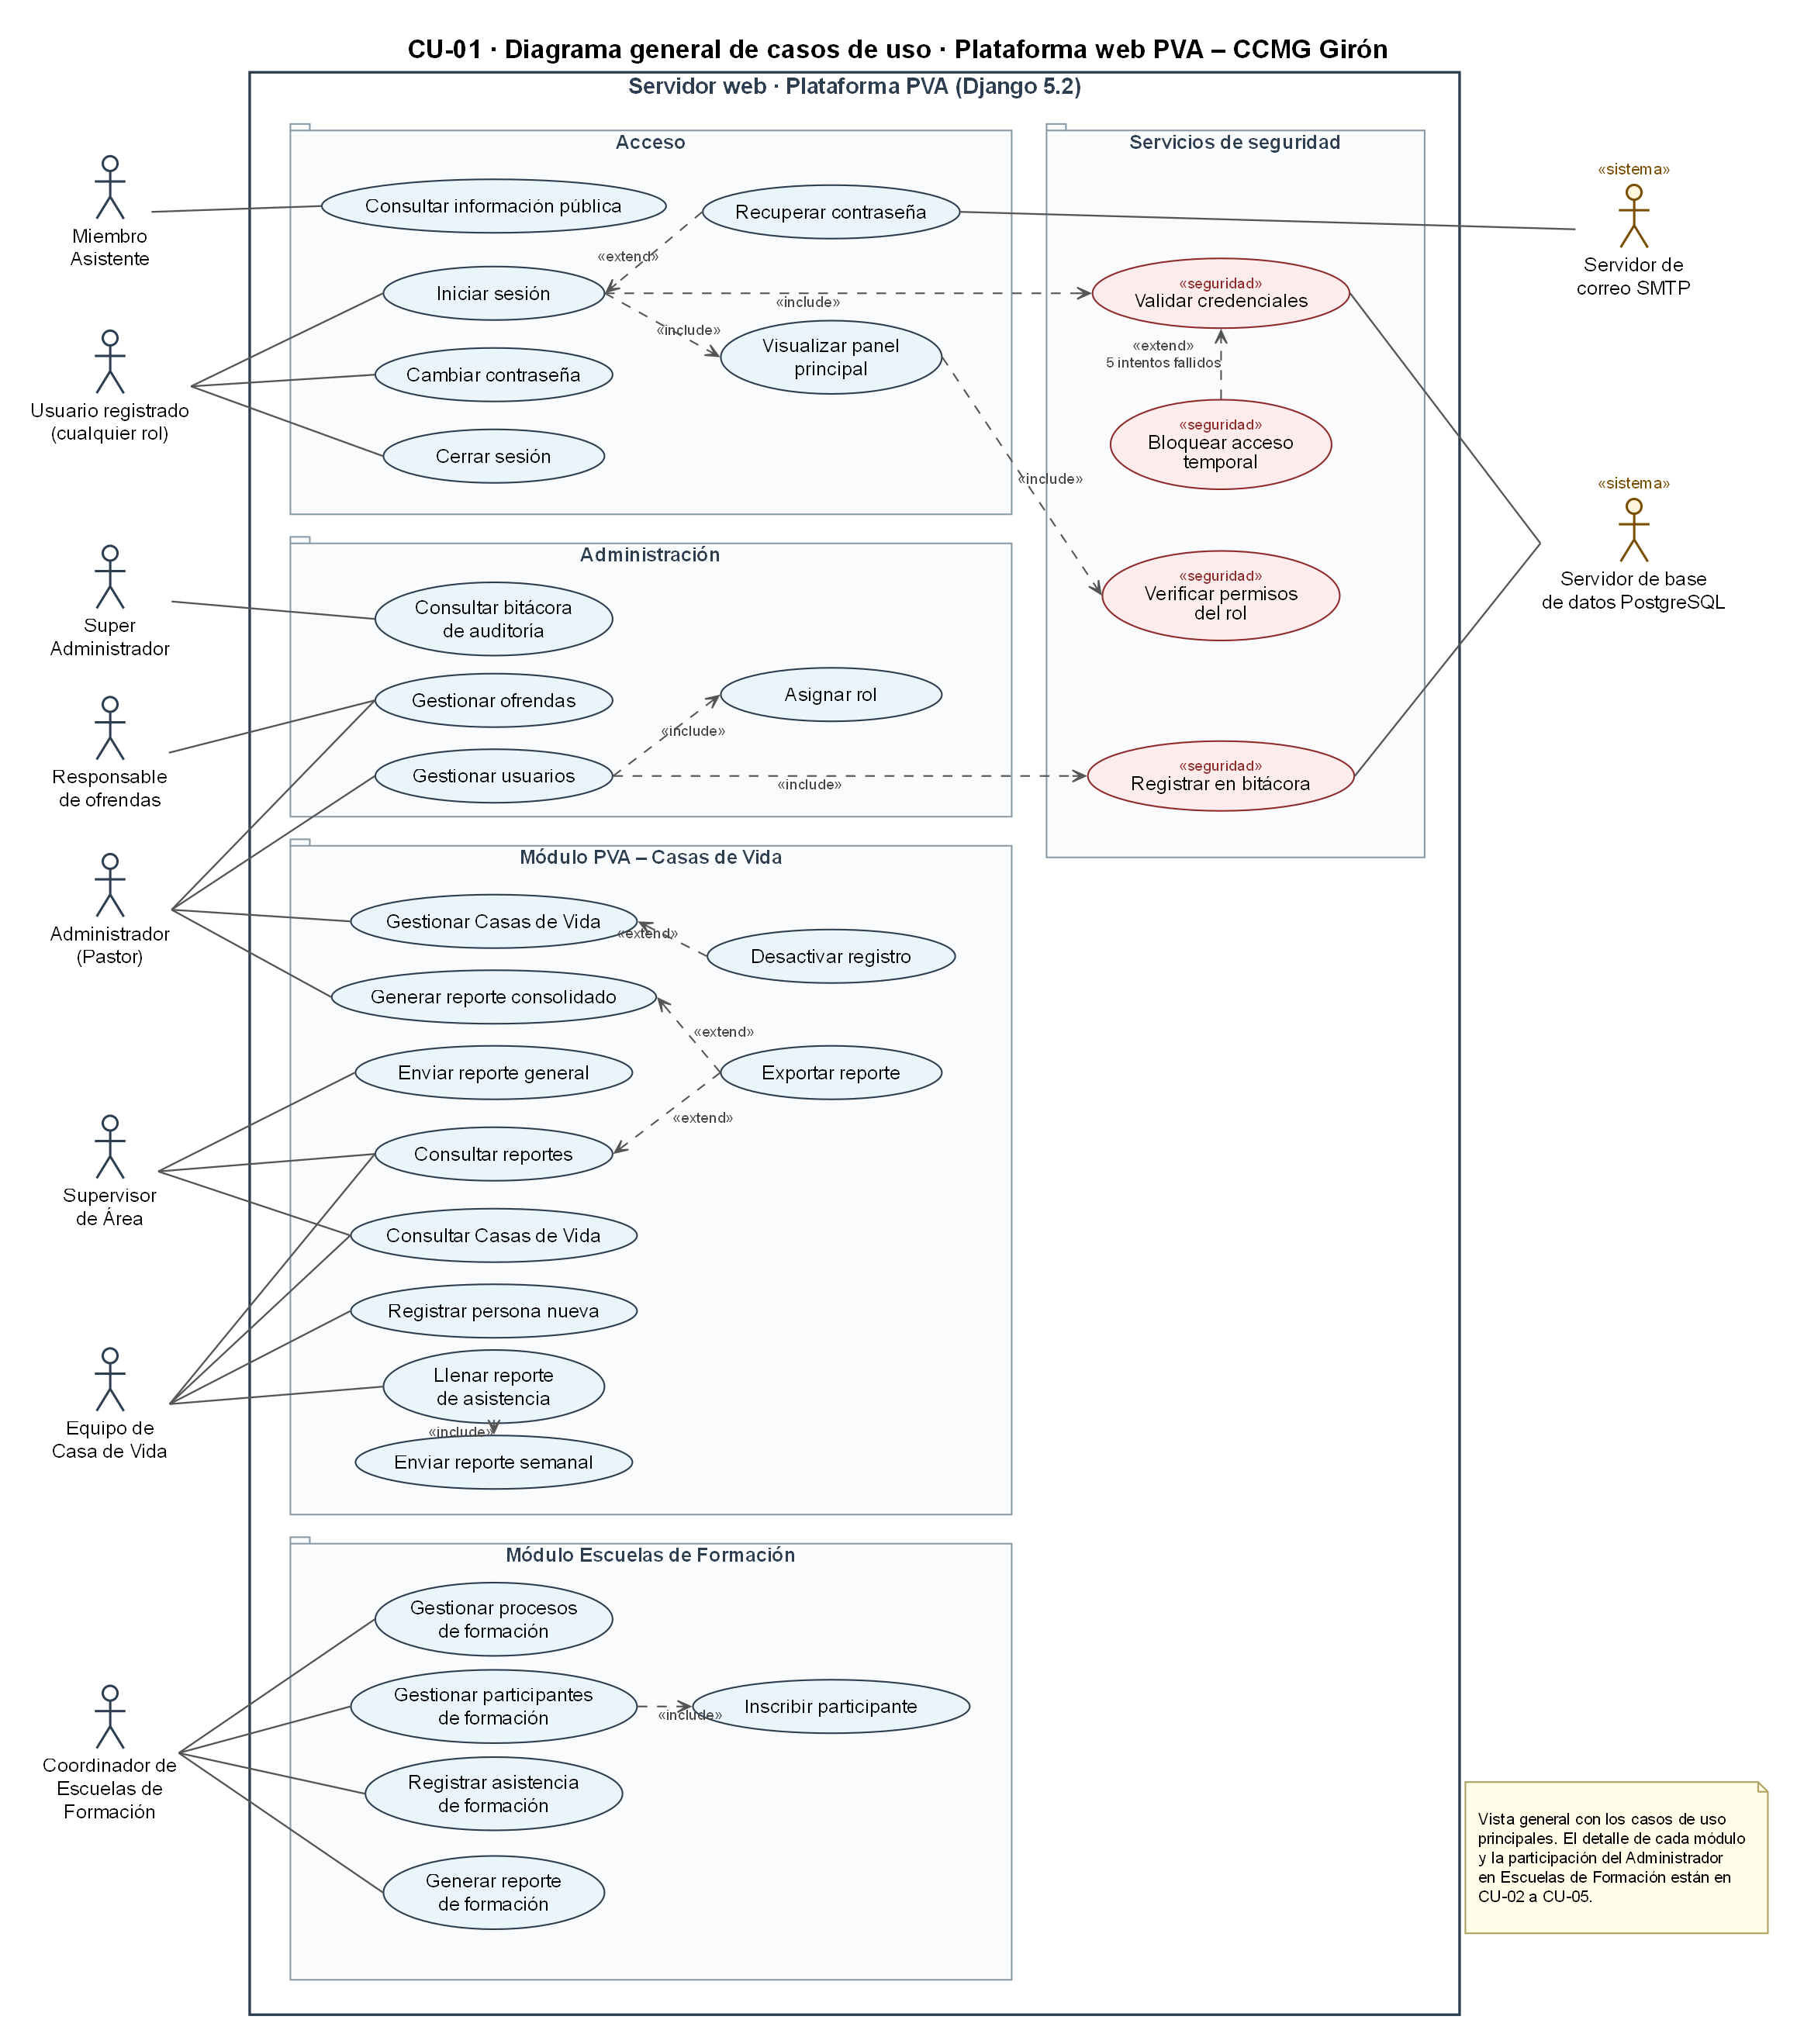 CU-01 · Diagrama general de casos de uso · Plataforma web PVA – CCMG Girón
Servidor web · Plataforma PVA (Django 5.2)
Acceso
Consultar información pública
Recuperar contraseña
«extend»
Iniciar sesión
«include»
«include»
Visualizar panel
principal
Cambiar contraseña
Cerrar sesión
«include»
Servicios de seguridad
«seguridad»
Validar credenciales
«extend»
5 intentos fallidos
«seguridad»
Bloquear acceso
temporal
«seguridad»
Verificar permisos
del rol
«seguridad»
Registrar en bitácora
Miembro
Asistente
Usuario registrado
(cualquier rol)
Super
Administrador
Responsable
de ofrendas
Administrador
(Pastor)
Supervisor
de Área
Equipo de
Casa de Vida
Coordinador de
Escuelas de
Formación
«sistema»
Servidor de
correo SMTP
«sistema»
Servidor de base
de datos PostgreSQL
Administración
Consultar bitácora
de auditoría
Gestionar ofrendas
Asignar rol
«include»
Gestionar usuarios
«include»
Módulo PVA – Casas de Vida
Gestionar Casas de Vida
«extend»
Desactivar registro
Generar reporte consolidado
«extend»
Enviar reporte general
Exportar reporte
«extend»
Consultar reportes
Consultar Casas de Vida
Registrar persona nueva
Llenar reporte
de asistencia
«include»
Enviar reporte semanal
Módulo Escuelas de Formación
Gestionar procesos
de formación
Gestionar participantes
de formación
«include»
Inscribir participante
Registrar asistencia
de formación
Generar reporte
de formación
Vista general con los casos de uso
principales. El detalle de cada módulo
y la participación del Administrador
en Escuelas de Formación están en
CU-02 a CU-05.